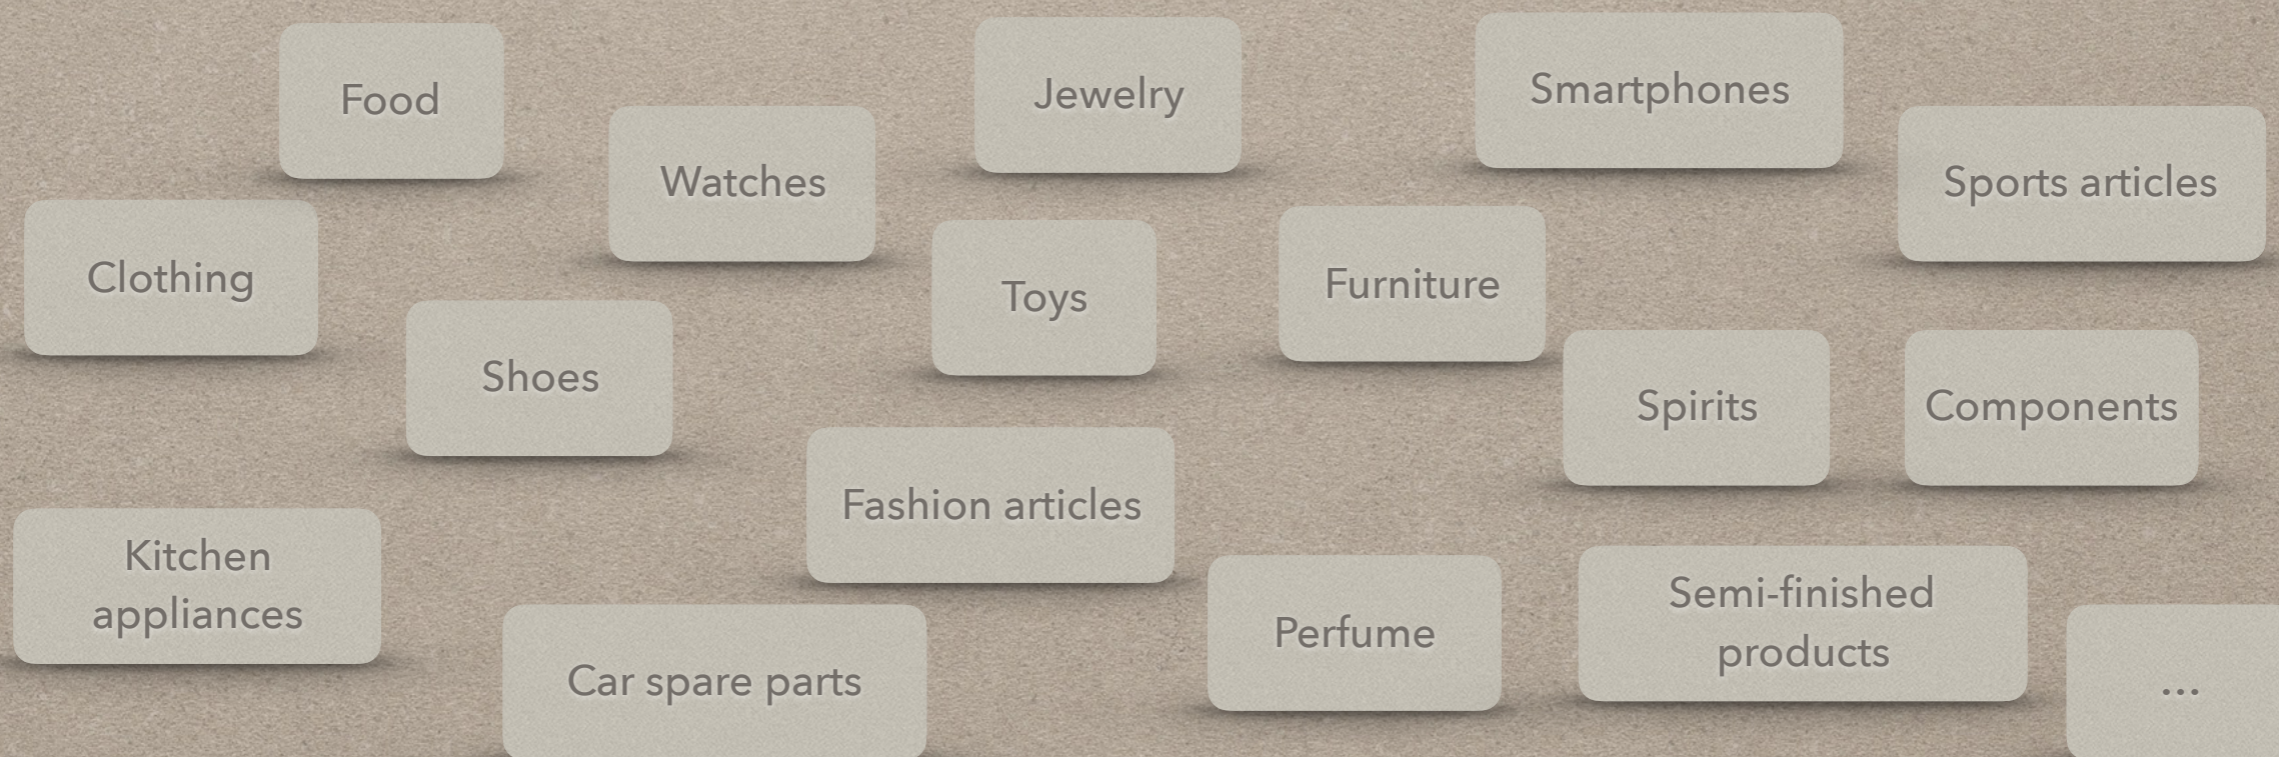 Food
Jewelry
Smartphones
Watches
Sports articles
Clothing
Toys
Furniture
Shoes
Spirits
Components
Fashion articles
Kitchen
appliances
Car spare parts
Perfume
Semi-finished
products
...